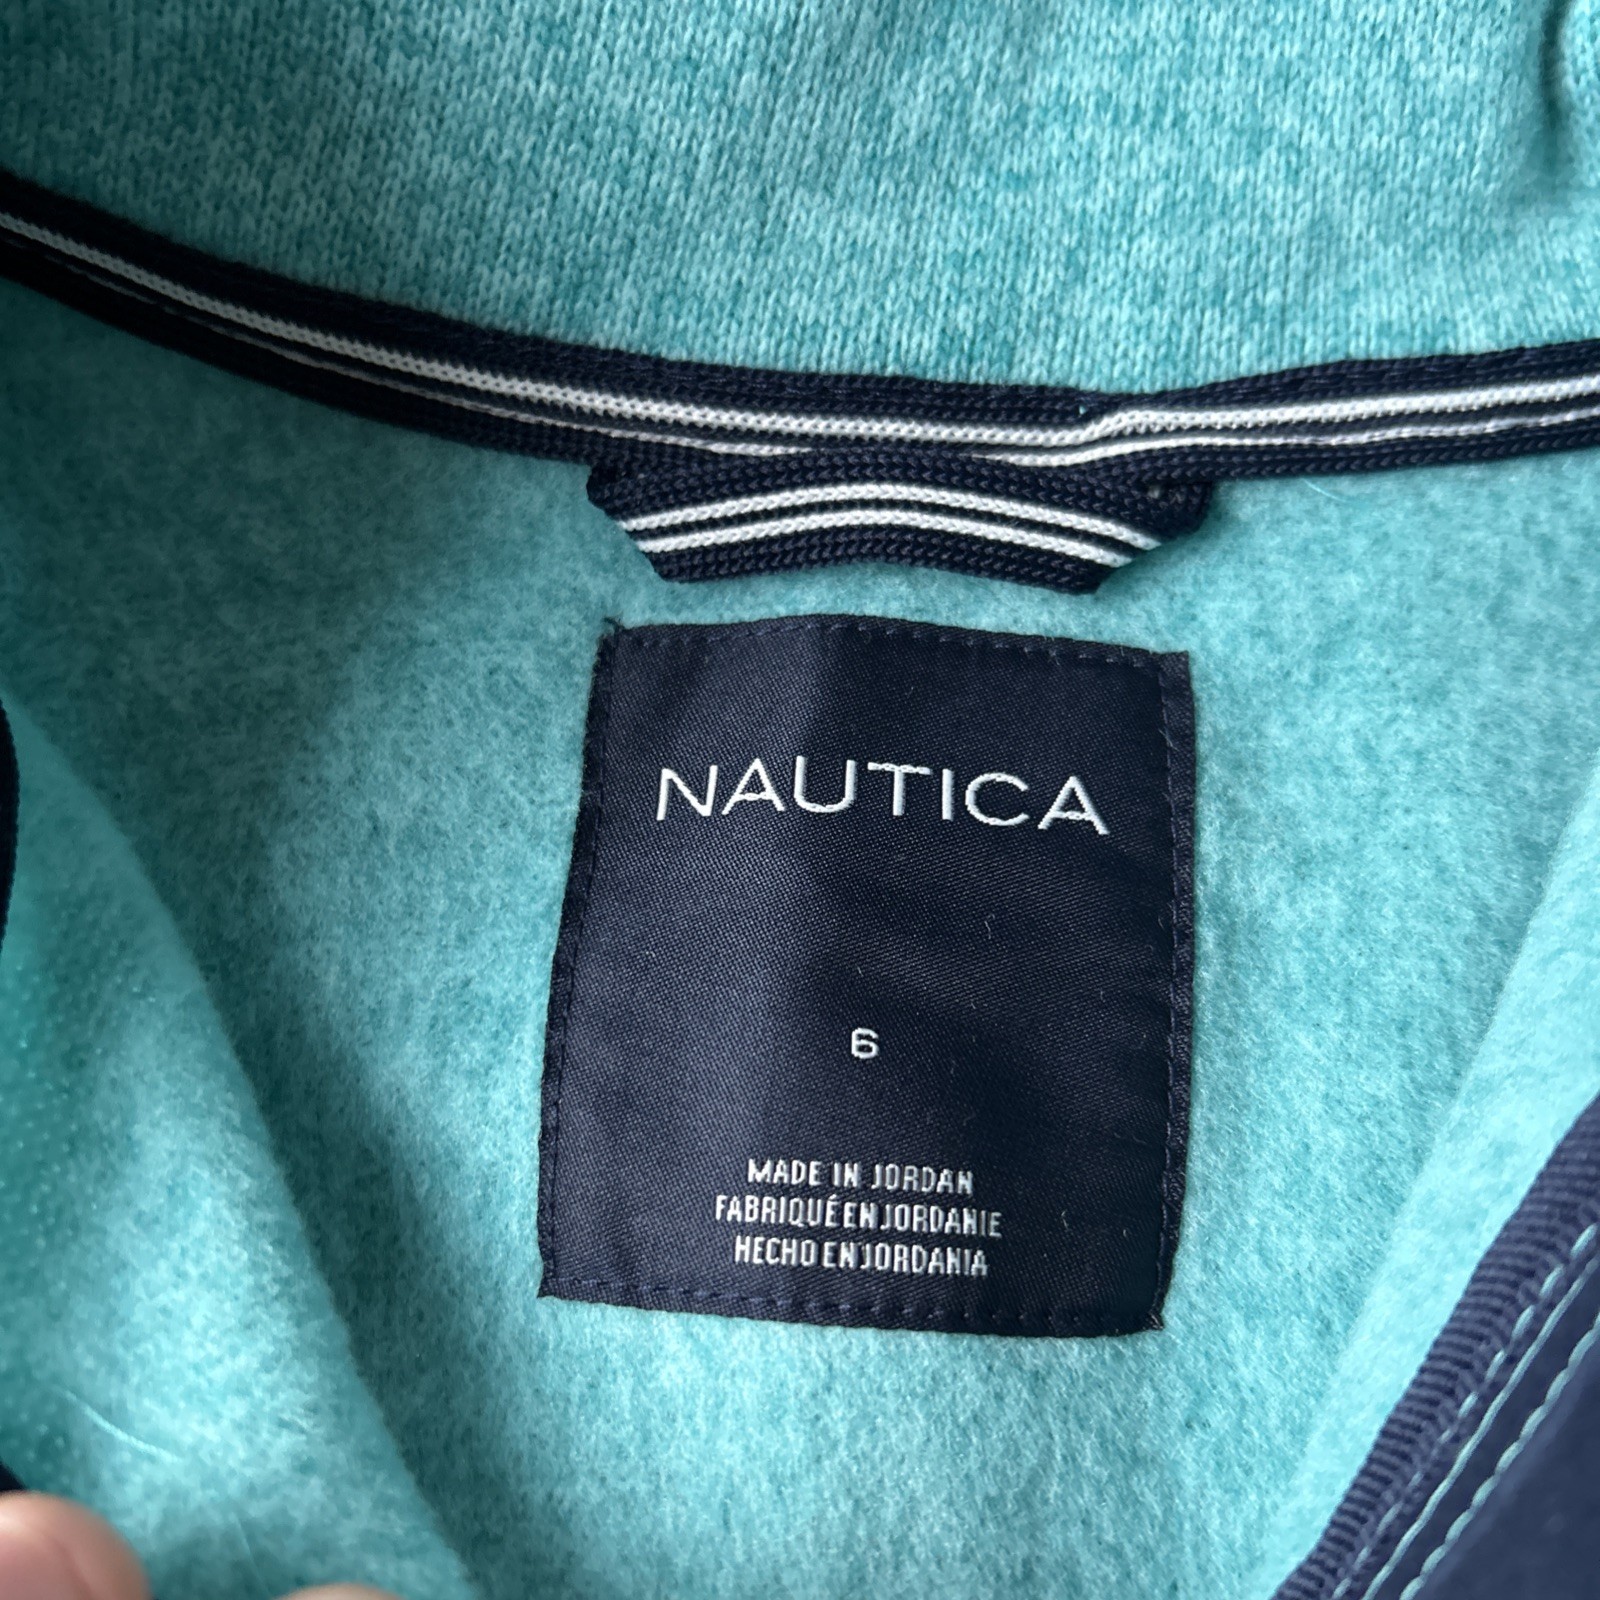 NAUTICA
6
MADE IN JORDAN
FABRIQUÉ EN JORDANIE
HECHO EN JORDANIA